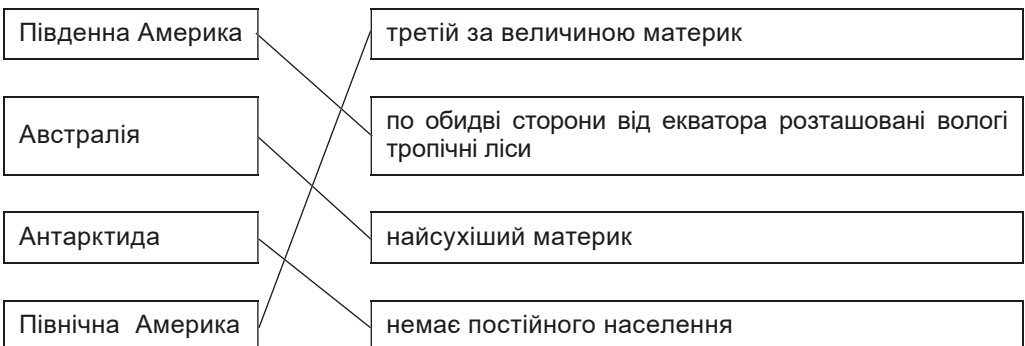 Південна Америка
третій за величиною материк
Австралія
по обидві сторони від екватора розташовані вологі
тропічні ліси
Антарктида
найсухіший материк
Північна Америка
немає постійного населення